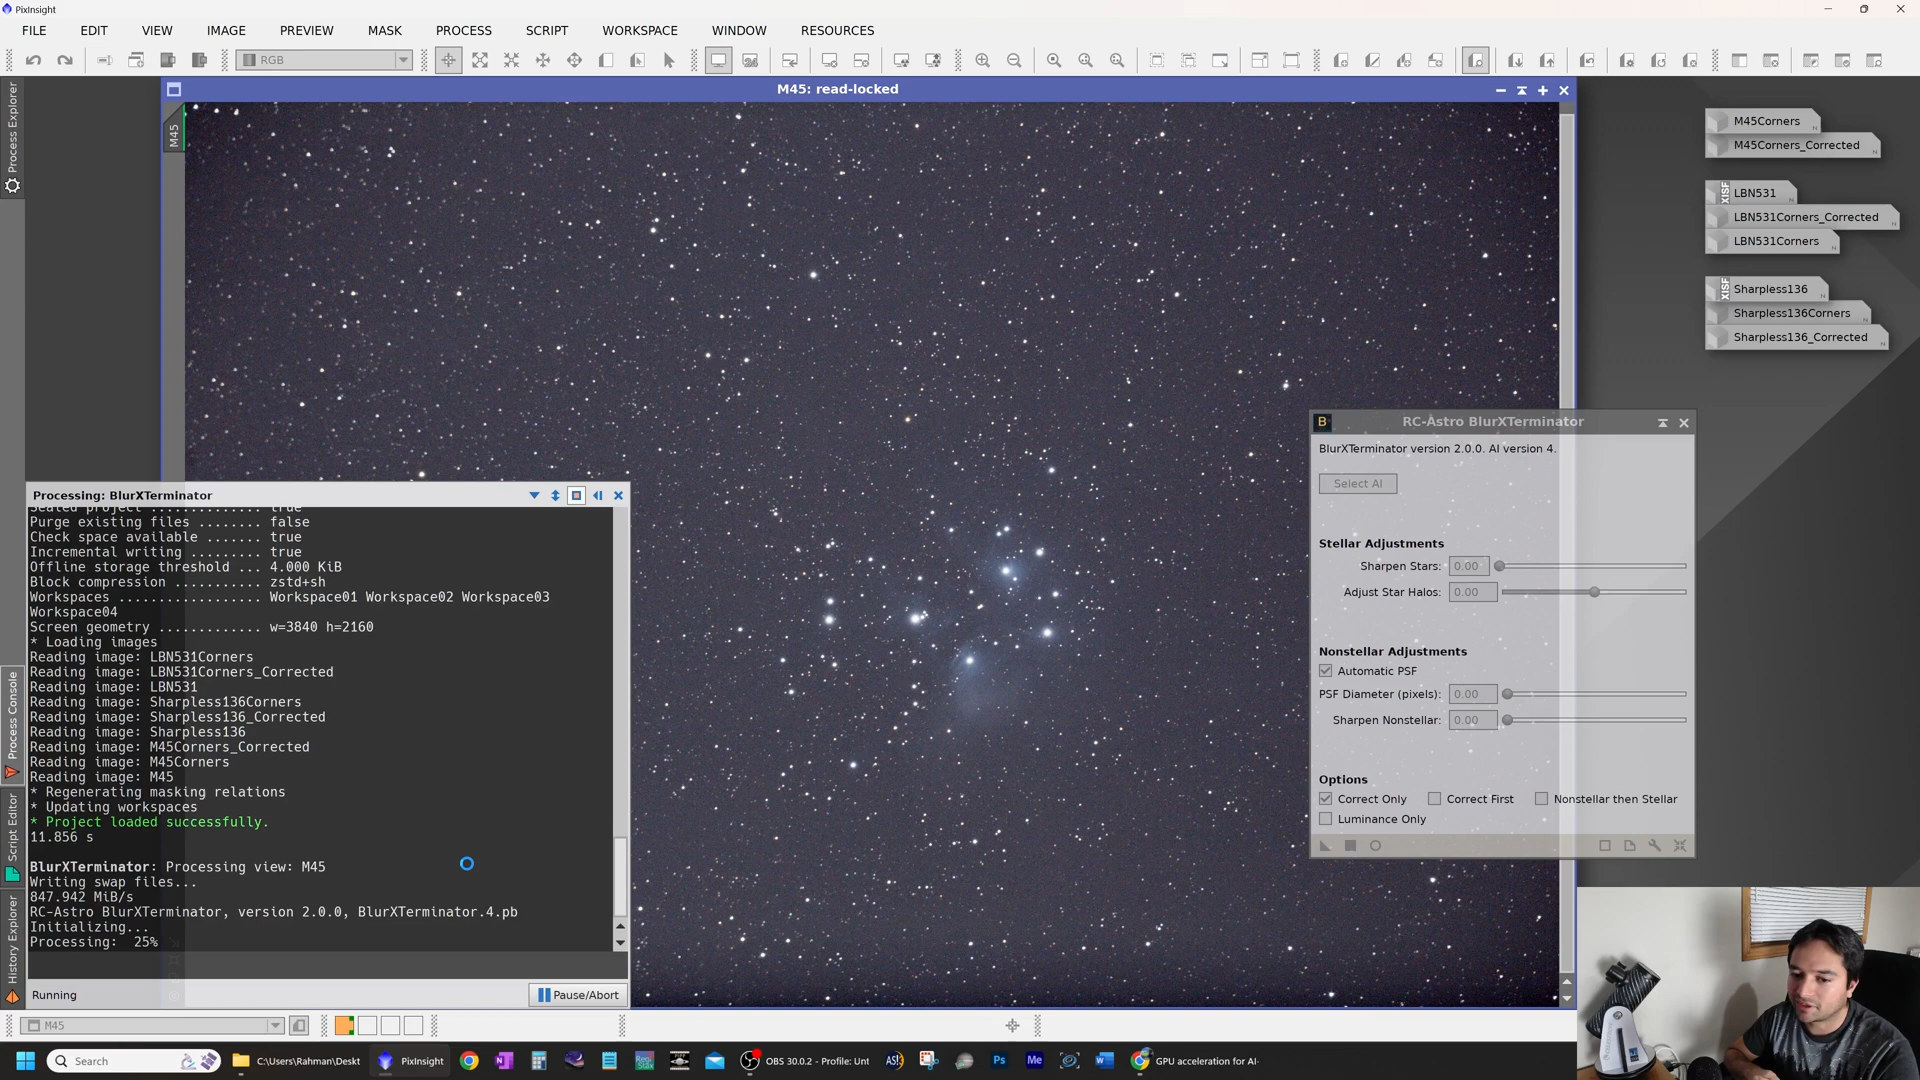 PixInsight
FILE EDIT VIEW IMAGE PREVIEW MASK PROCESS SCRIPT WORKSPACE WINDOW RESOURCES
RGB
Process Explorer
M45: read-locked
M45
M45Corners
M45Corners_Corrected
XISF LBN531
LBN531Corners_Corrected
LBN531Corners
XISF Sharpless136
Sharpless136Corners
Sharpless136_Corrected
B RC-Astro BlurXTerminator
BlurXTerminator version 2.0.0. AI version 4.
Select AI
Stellar Adjustments
Sharpen Stars: 0.00
Adjust Star Halos: 0.00
Nonstellar Adjustments
Automatic PSF
PSF Diameter (pixels): 0.00
Sharpen Nonstellar: 0.00
Options
Correct Only Correct First Nonstellar then Stellar
Luminance Only
Processing: BlurXTerminator
Sealed project ............. true
Purge existing files ........ false
Check space available ....... true
Incremental writing ......... true
Offline storage threshold ... 4.000 KiB
Block compression ........... zstd+sh
Workspaces .................. Workspace01 Workspace02 Workspace03
Workspace04
Screen geometry ............. w=3840 h=2160
* Loading images
Reading image: LBN531Corners
Reading image: LBN531Corners_Corrected
Reading image: LBN531
Reading image: Sharpless136Corners
Reading image: Sharpless136_Corrected
Reading image: Sharpless136
Reading image: M45Corners_Corrected
Reading image: M45Corners
Reading image: M45
* Regenerating masking relations
* Updating workspaces
* Project loaded successfully.
11.856 s
BlurXTerminator: Processing view: M45
Writing swap files...
847.942 MiB/s
RC-Astro BlurXTerminator, version 2.0.0, BlurXTerminator.4.pb
Initializing...
Processing: 25%
Running
Pause/Abort
Process Console
Script Editor
History Explorer
M45
Search
C:\Users\Rahman\Deskt
PixInsight
OBS 30.0.2 - Profile: Unt
AS!
Ps
Me
GPU acceleration for AI-